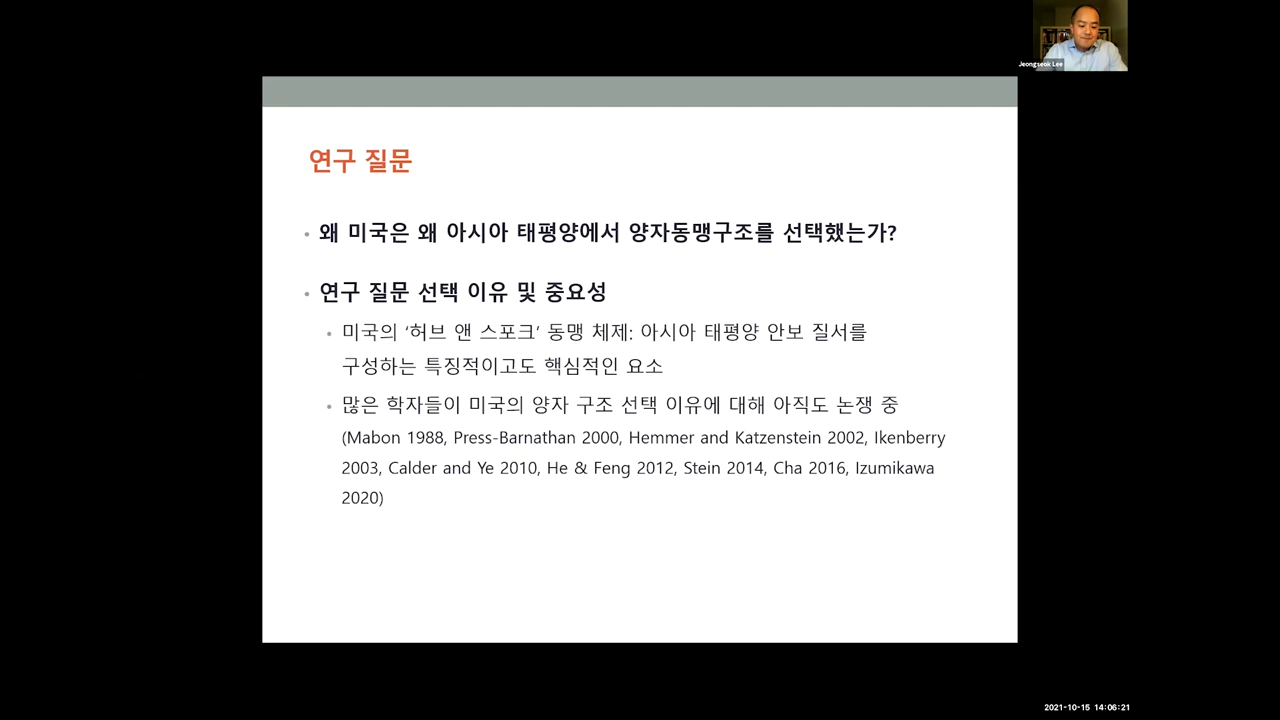 Jeongseok Lee
연구 질문
• 왜 미국은 왜 아시아 태평양에서 양자동맹구조를 선택했는가?
• 연구 질문 선택 이유 및 중요성
• 미국의 ‘허브 앤 스포크’ 동맹 체제: 아시아 태평양 안보 질서를
구성하는 특징적이고도 핵심적인 요소
• 많은 학자들이 미국의 양자 구조 선택 이유에 대해 아직도 논쟁 중
(Mabon 1988, Press-Barnathan 2000, Hemmer and Katzenstein 2002, Ikenberry
2003, Calder and Ye 2010, He & Feng 2012, Stein 2014, Cha 2016, Izumikawa
2020)
2021-10-15 14:06:21